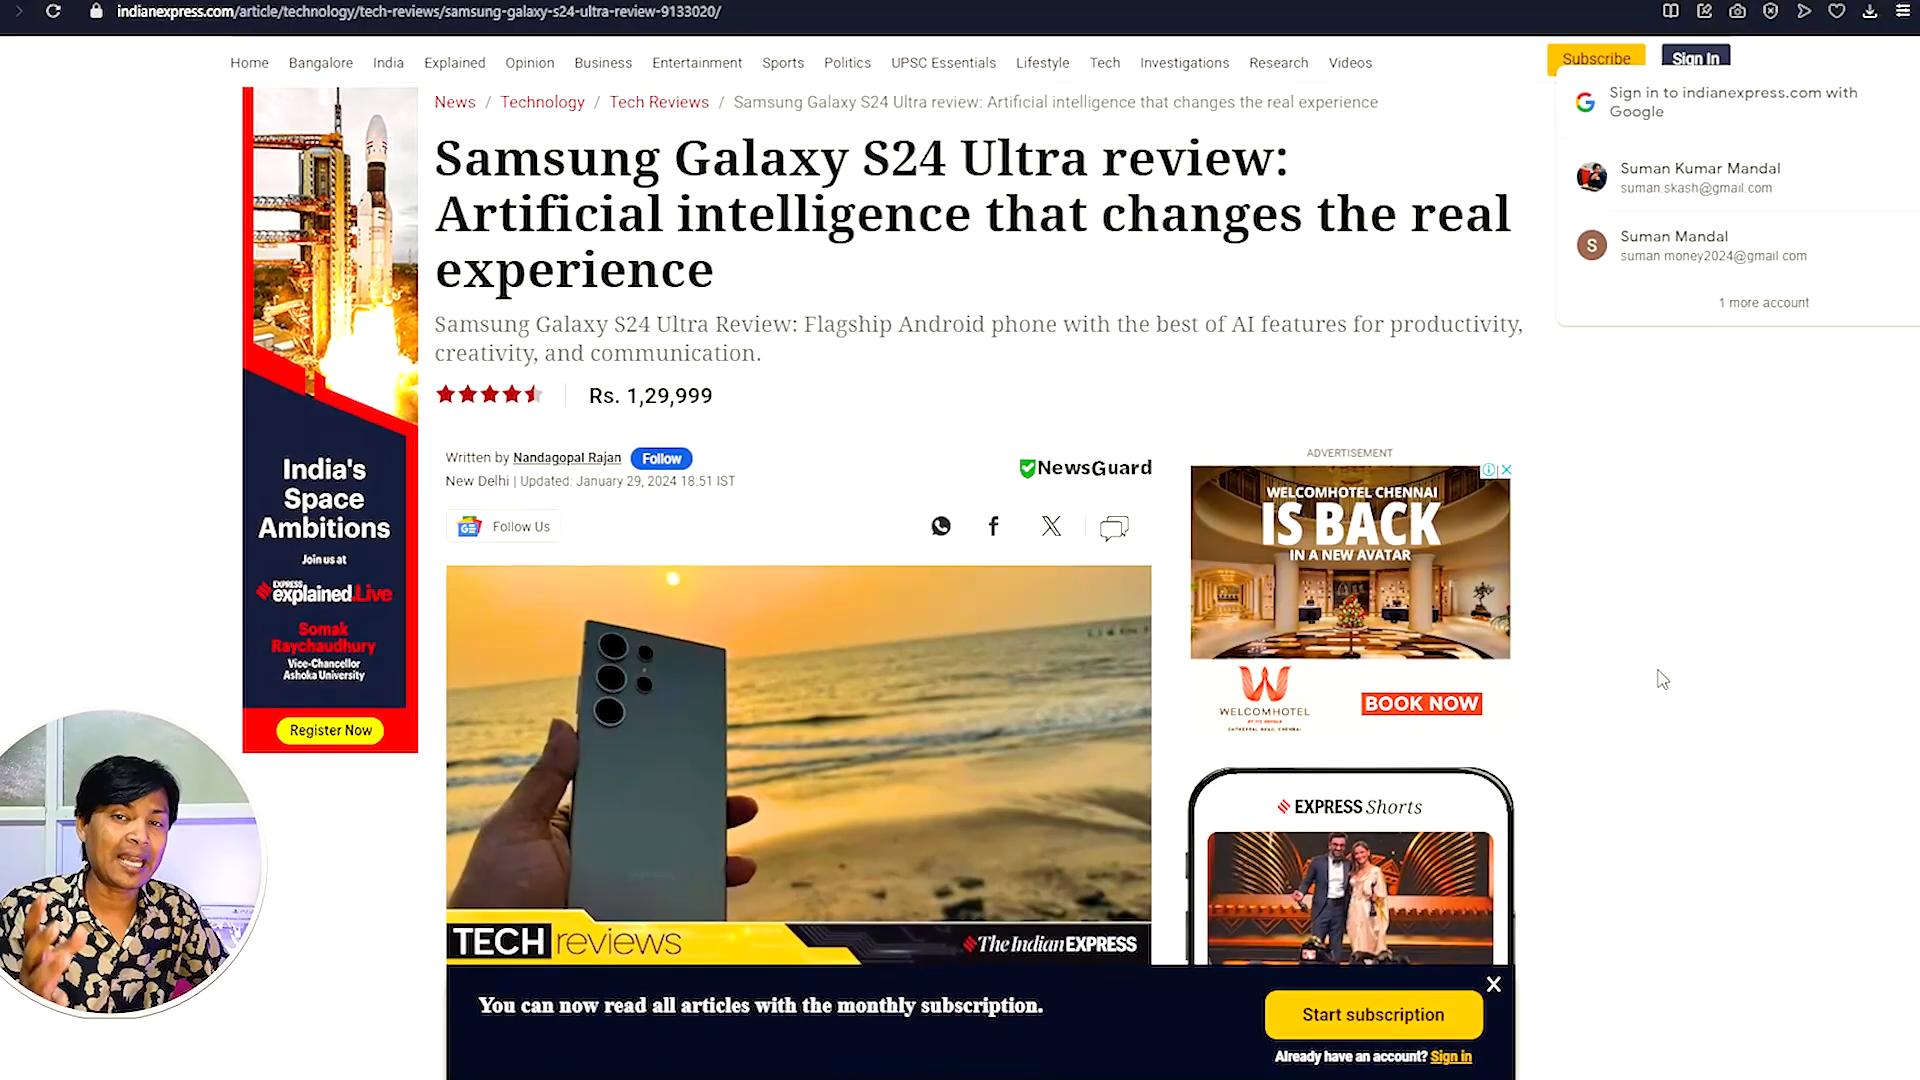 indianexpress.com/article/technology/tech-reviews/samsung-galaxy-s24-ultra-review-9133020/
Home Bangalore India Explained Opinion Business Entertainment Sports Politics UPSC Essentials Lifestyle Tech Investigations Research Videos
Subscribe Sign In
Sign in to indianexpress.com with
Google
Suman Kumar Mandal
suman.skash@gmail.com
S
Suman Mandal
suman.money2024@gmail.com
1 more account
News / Technology / Tech Reviews / Samsung Galaxy S24 Ultra review: Artificial intelligence that changes the real experience
Samsung Galaxy S24 Ultra review:
Artificial intelligence that changes the real
experience
Samsung Galaxy S24 Ultra Review: Flagship Android phone with the best of AI features for productivity,
creativity, and communication.
Rs. 1,29,999
Written by Nandagopal Rajan Follow
New Delhi | Updated: January 29, 2024 18:51 IST
NewsGuard
Follow Us
India's
Space
Ambitions
Join us at
EXPRESS
explained.Live
Somak
Raychaudhury
Vice-Chancellor
Ashoka University
Register Now
TECH reviews
The Indian EXPRESS
ADVERTISEMENT
WELCOMHOTEL CHENNAI
IS BACK
IN A NEW AVATAR
WELCOMHOTEL
BY ITC HOTELS
CATHEDRAL ROAD, CHENNAI
BOOK NOW
EXPRESS Shorts
You can now read all articles with the monthly subscription.
Start subscription
Already have an account? Sign in